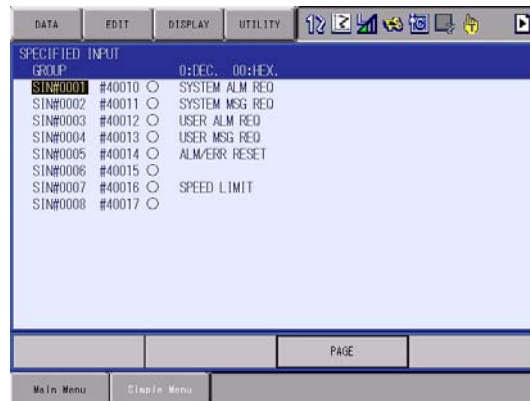 DATA EDIT DISPLAY UTILITY
SPECIFIED INPUT
GROUP 0:DEC. 00:HEX.
SIN#0001 #40010 ○ SYSTEM ALM REQ
SIN#0002 #40011 ○ SYSTEM MSG REQ
SIN#0003 #40012 ○ USER ALM REQ
SIN#0004 #40013 ○ USER MSG REQ
SIN#0005 #40014 ○ ALM/ERR RESET
SIN#0006 #40015 ○
SIN#0007 #40016 ○ SPEED LIMIT
SIN#0008 #40017 ○
PAGE
Main Menu Simple Menu